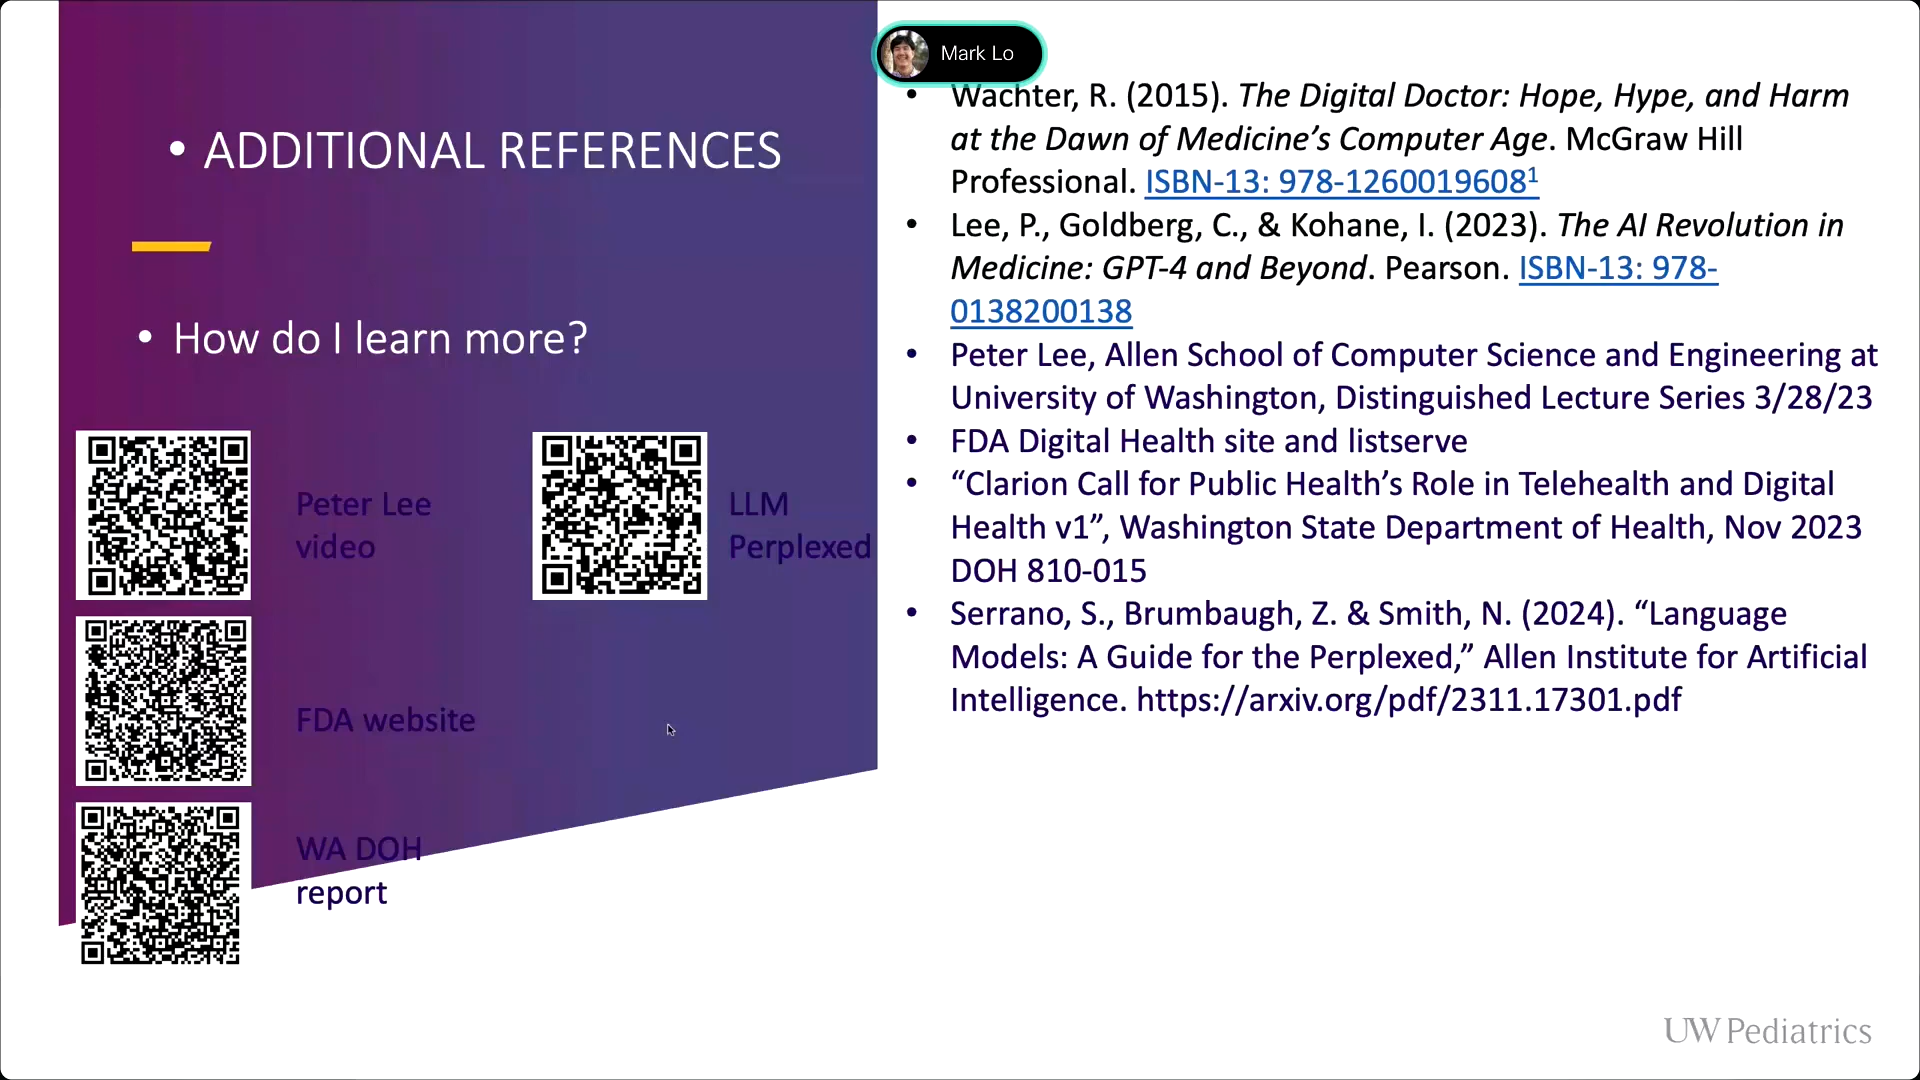 Mark Lo
• ADDITIONAL REFERENCES
• How do I learn more?
Peter Lee
video
LLM
Perplexed
FDA website
WA DOH
report
• Wachter, R. (2015). The Digital Doctor: Hope, Hype, and Harm
at the Dawn of Medicine’s Computer Age. McGraw Hill
Professional. ISBN-13: 978-1260019608¹
• Lee, P., Goldberg, C., & Kohane, I. (2023). The AI Revolution in
Medicine: GPT-4 and Beyond. Pearson. ISBN-13: 978-
0138200138
• Peter Lee, Allen School of Computer Science and Engineering at
University of Washington, Distinguished Lecture Series 3/28/23
• FDA Digital Health site and listserve
• “Clarion Call for Public Health’s Role in Telehealth and Digital
Health v1”, Washington State Department of Health, Nov 2023
DOH 810-015
• Serrano, S., Brumbaugh, Z. & Smith, N. (2024). “Language
Models: A Guide for the Perplexed,” Allen Institute for Artificial
Intelligence. https://arxiv.org/pdf/2311.17301.pdf
UW Pediatrics